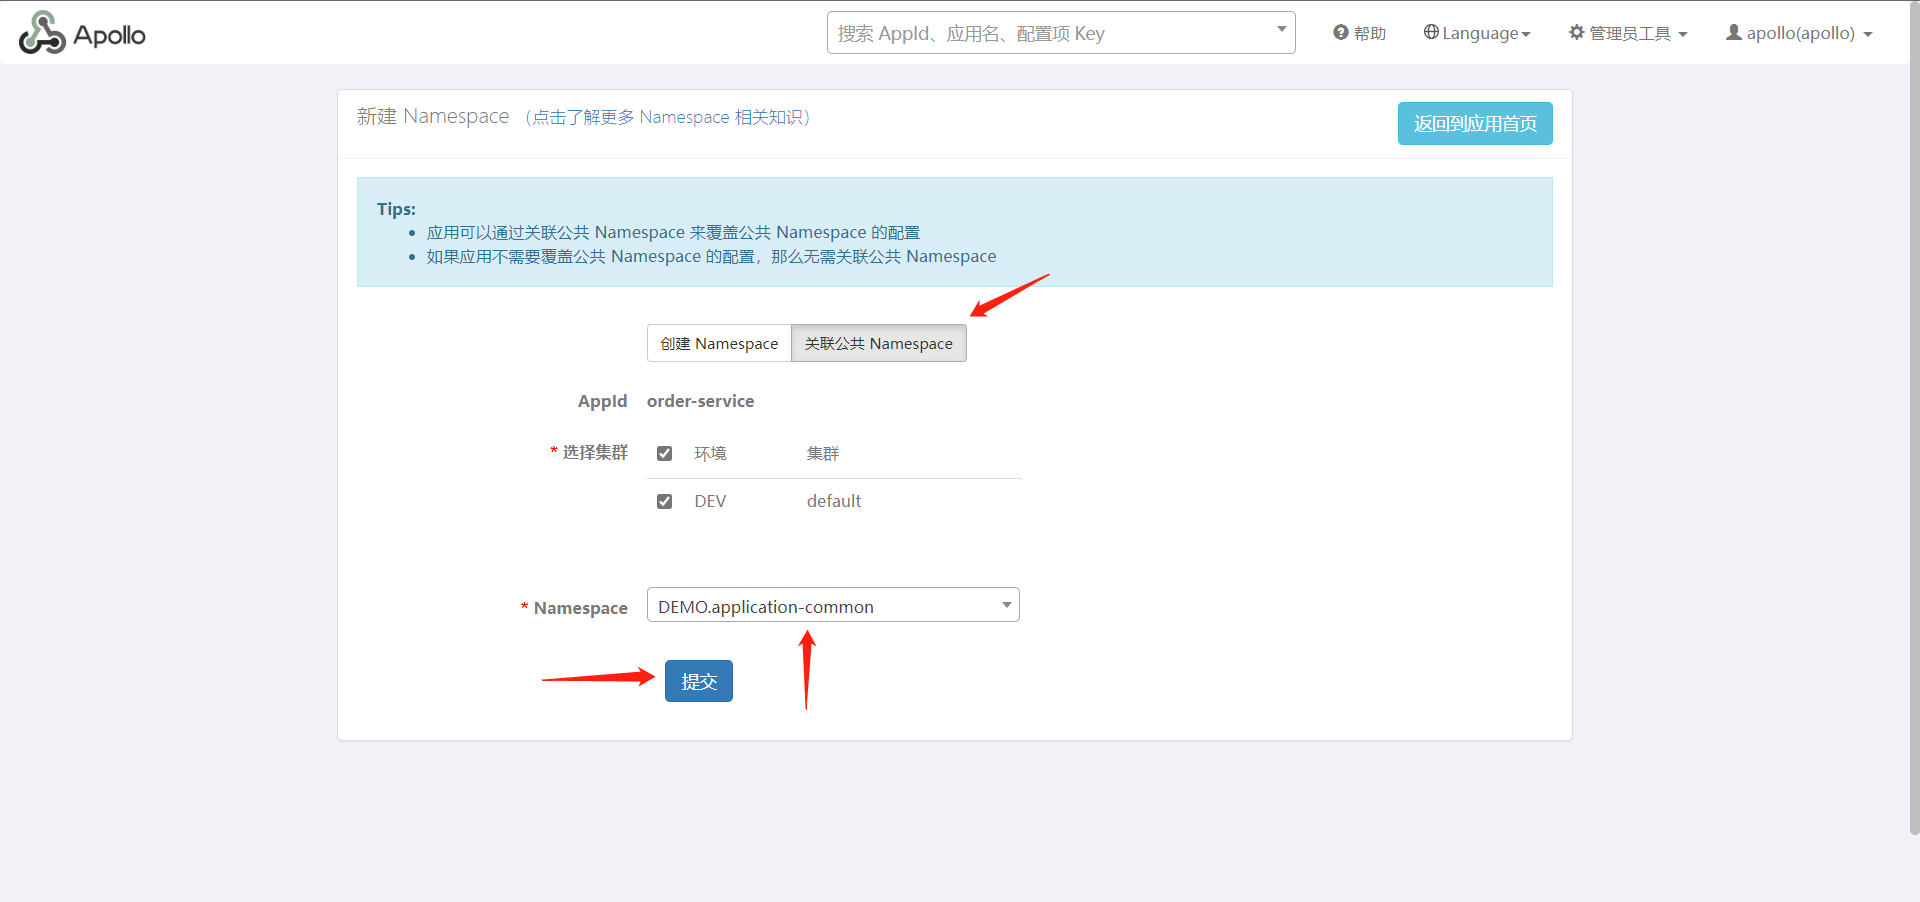 Apollo
搜索 AppId、应用名、配置项 Key
帮助
Language
管理员工具
apollo(apollo)
新建 Namespace （点击了解更多 Namespace 相关知识）
返回到应用首页
Tips:
应用可以通过关联公共 Namespace 来覆盖公共 Namespace 的配置
如果应用不需要覆盖公共 Namespace 的配置，那么无需关联公共 Namespace
创建 Namespace 关联公共 Namespace
AppId order-service
* 选择集群 环境 集群
DEV default
* Namespace DEMO.application-common
提交